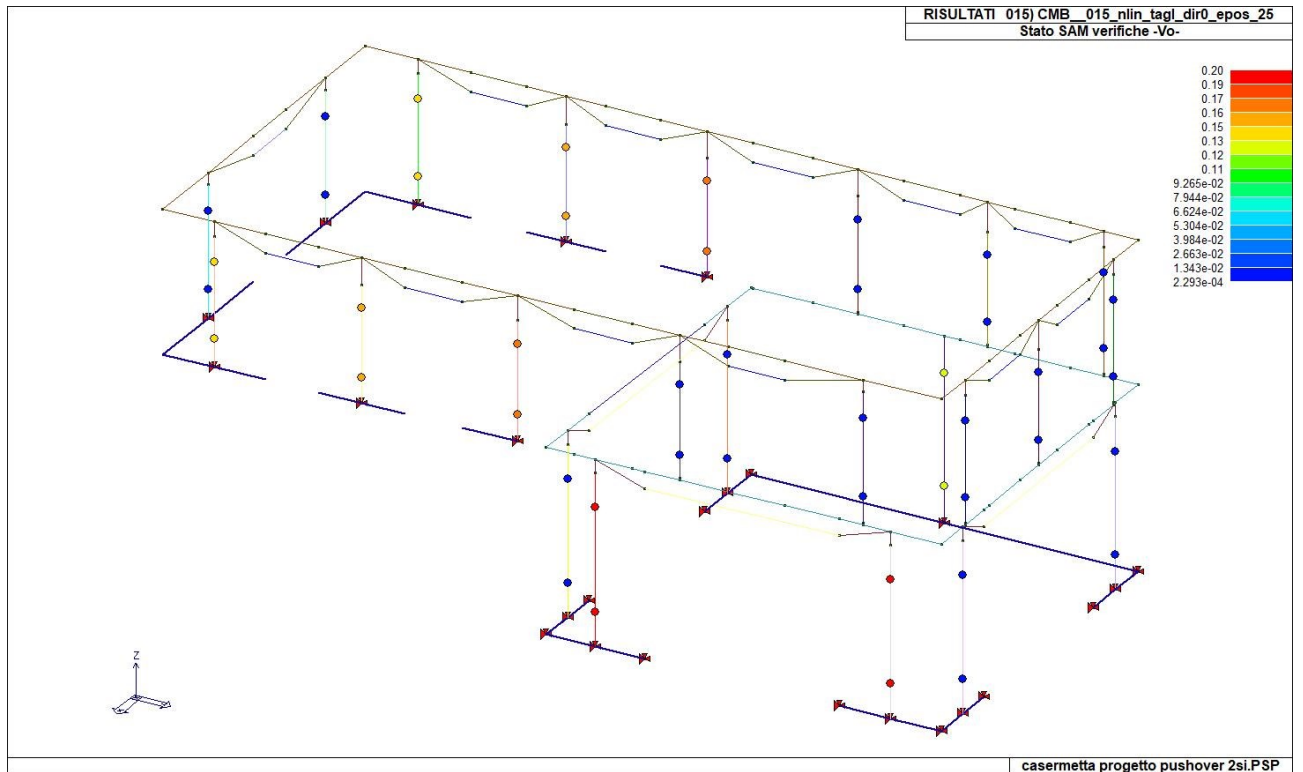 RISULTATI 015) CMB__015_nlin_tagl_dir0_epos_25
Stato SAM verifiche -Vo-
0.20
0.19
0.17
0.16
0.15
0.13
0.12
0.11
9.265e-02
7.944e-02
6.624e-02
5.304e-02
3.984e-02
2.663e-02
1.343e-02
2.293e-04
Z
casermetta progetto pushover 2si.PSP